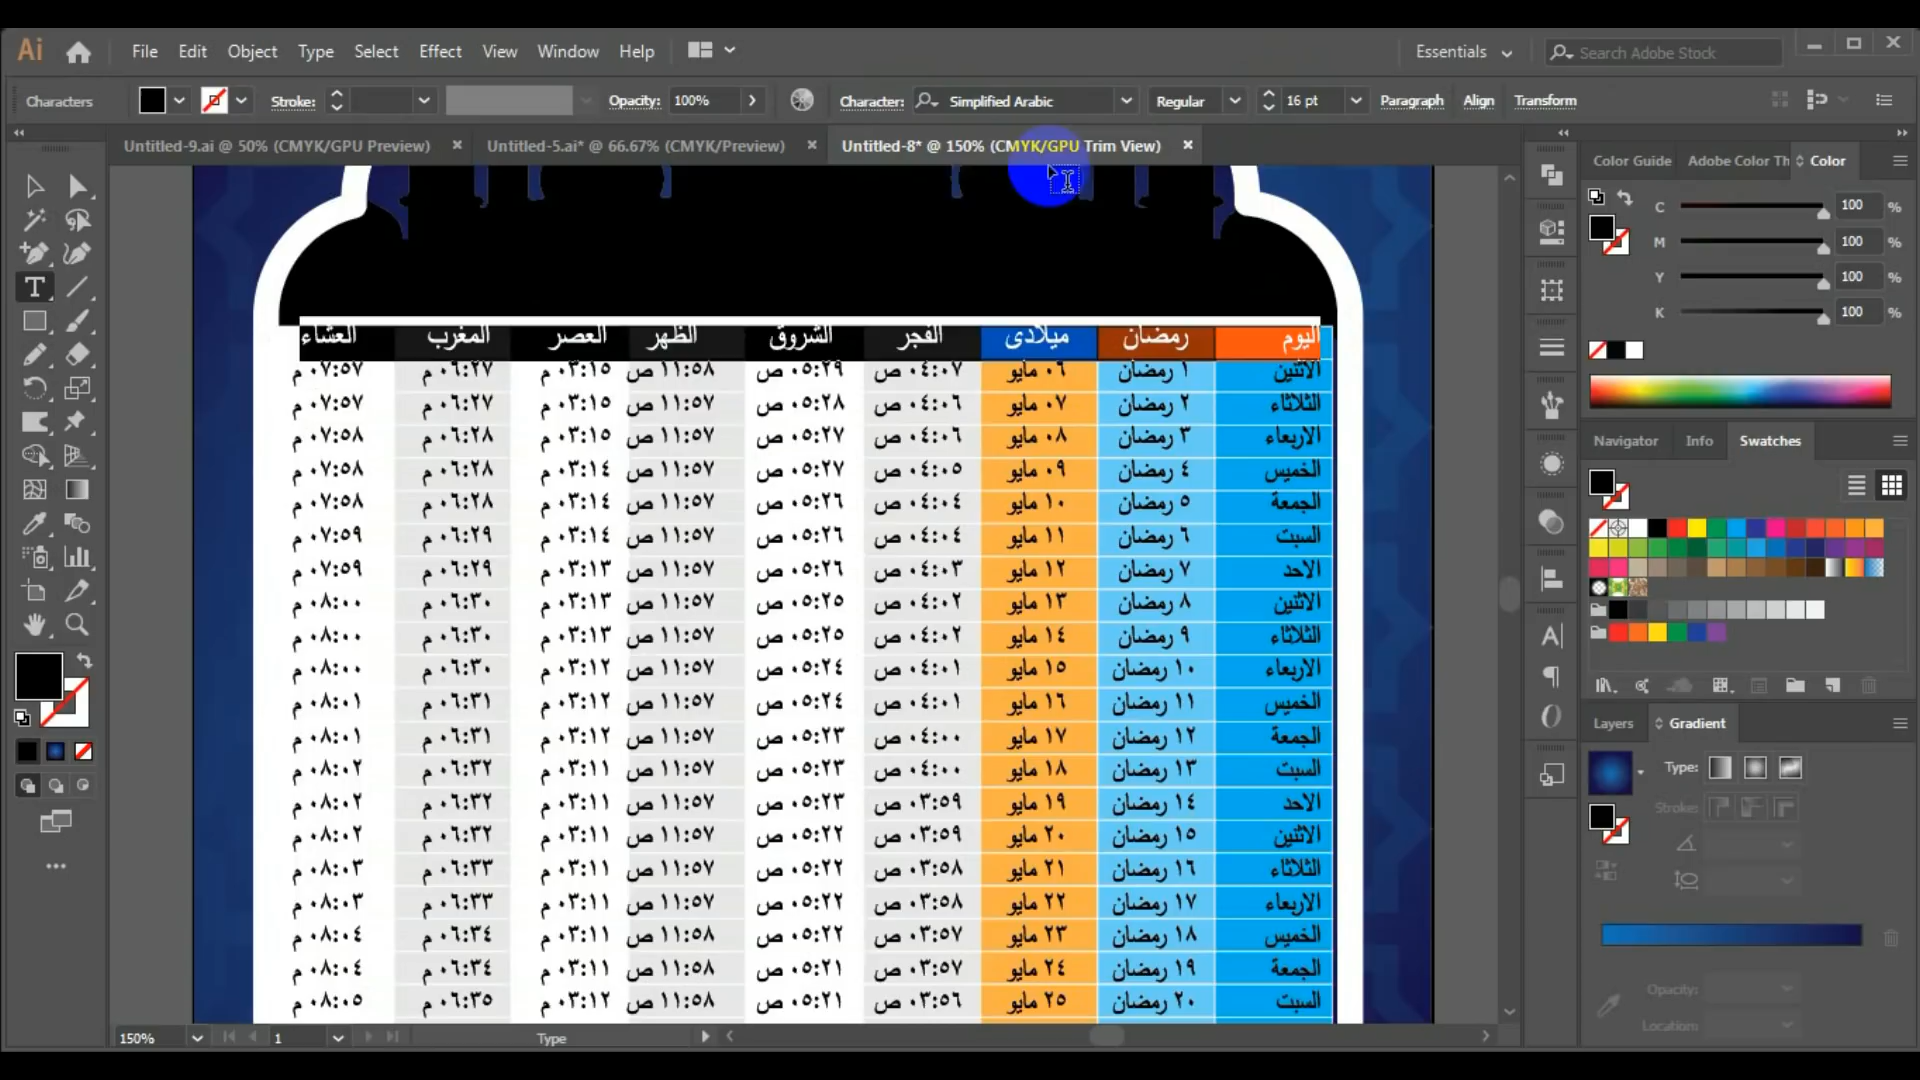 Ai File Edit Object Type Select Effect View Window Help Essentials Search Adobe Stock
Characters Stroke: Opacity: 100% Character: Simplified Arabic Regular 16 pt Paragraph Align Transform
Untitled-9.ai @ 50% (CMYK/GPU Preview) Untitled-5.ai* @ 66.67% (CMYK/Preview) Untitled-8* @ 150% (CMYK/GPU Trim View)
Color Guide Adobe Color Th Color
C 100 %
M 100 %
Y 100 %
K 100 %
Navigator Info Swatches
Layers Gradient
Type:
Stroke:
Opacity:
Location:
اليوم رمضان ميلادى الفجر الشروق الظهر العصر المغرب العشاء
الاثنين ١ رمضان ٠٦ مايو ٠٤:٠٧ ص ٠٥:٢٩ ص ١١:٥٨ ص ٠٣:١٥ م ٠٦:٢٧ م ٠٧:٥٧ م
الثلاثاء ٢ رمضان ٠٧ مايو ٠٤:٠٦ ص ٠٥:٢٨ ص ١١:٥٧ ص ٠٣:١٥ م ٠٦:٢٧ م ٠٧:٥٧ م
الاربعاء ٣ رمضان ٠٨ مايو ٠٤:٠٦ ص ٠٥:٢٧ ص ١١:٥٧ ص ٠٣:١٥ م ٠٦:٢٨ م ٠٧:٥٨ م
الخميس ٤ رمضان ٠٩ مايو ٠٤:٠٥ ص ٠٥:٢٧ ص ١١:٥٧ ص ٠٣:١٤ م ٠٦:٢٨ م ٠٧:٥٨ م
الجمعة ٥ رمضان ١٠ مايو ٠٤:٠٤ ص ٠٥:٢٦ ص ١١:٥٧ ص ٠٣:١٤ م ٠٦:٢٨ م ٠٧:٥٨ م
السبت ٦ رمضان ١١ مايو ٠٤:٠٤ ص ٠٥:٢٦ ص ١١:٥٧ ص ٠٣:١٤ م ٠٦:٢٩ م ٠٧:٥٩ م
الاحد ٧ رمضان ١٢ مايو ٠٤:٠٣ ص ٠٥:٢٦ ص ١١:٥٧ ص ٠٣:١٣ م ٠٦:٢٩ م ٠٧:٥٩ م
الاثنين ٨ رمضان ١٣ مايو ٠٤:٠٢ ص ٠٥:٢٥ ص ١١:٥٧ ص ٠٣:١٣ م ٠٦:٣٠ م ٠٨:٠٠ م
الثلاثاء ٩ رمضان ١٤ مايو ٠٤:٠٢ ص ٠٥:٢٥ ص ١١:٥٧ ص ٠٣:١٣ م ٠٦:٣٠ م ٠٨:٠٠ م
الاربعاء ١٠ رمضان ١٥ مايو ٠٤:٠١ ص ٠٥:٢٤ ص ١١:٥٧ ص ٠٣:١٢ م ٠٦:٣٠ م ٠٨:٠٠ م
الخميس ١١ رمضان ١٦ مايو ٠٤:٠١ ص ٠٥:٢٤ ص ١١:٥٧ ص ٠٣:١٢ م ٠٦:٣١ م ٠٨:٠١ م
الجمعة ١٢ رمضان ١٧ مايو ٠٤:٠٠ ص ٠٥:٢٣ ص ١١:٥٧ ص ٠٣:١٢ م ٠٦:٣١ م ٠٨:٠١ م
السبت ١٣ رمضان ١٨ مايو ٠٤:٠٠ ص ٠٥:٢٣ ص ١١:٥٧ ص ٠٣:١١ م ٠٦:٣٢ م ٠٨:٠٢ م
الاحد ١٤ رمضان ١٩ مايو ٠٣:٥٩ ص ٠٥:٢٣ ص ١١:٥٧ ص ٠٣:١١ م ٠٦:٣٢ م ٠٨:٠٢ م
الاثنين ١٥ رمضان ٢٠ مايو ٠٣:٥٩ ص ٠٥:٢٢ ص ١١:٥٧ ص ٠٣:١١ م ٠٦:٣٢ م ٠٨:٠٢ م
الثلاثاء ١٦ رمضان ٢١ مايو ٠٣:٥٨ ص ٠٥:٢٢ ص ١١:٥٧ ص ٠٣:١١ م ٠٦:٣٣ م ٠٨:٠٣ م
الاربعاء ١٧ رمضان ٢٢ مايو ٠٣:٥٨ ص ٠٥:٢٢ ص ١١:٥٧ ص ٠٣:١١ م ٠٦:٣٣ م ٠٨:٠٣ م
الخميس ١٨ رمضان ٢٣ مايو ٠٣:٥٧ ص ٠٥:٢٢ ص ١١:٥٨ ص ٠٣:١١ م ٠٦:٣٤ م ٠٨:٠٤ م
الجمعة ١٩ رمضان ٢٤ مايو ٠٣:٥٧ ص ٠٥:٢١ ص ١١:٥٨ ص ٠٣:١١ م ٠٦:٣٤ م ٠٨:٠٤ م
السبت ٢٠ رمضان ٢٥ مايو ٠٣:٥٦ ص ٠٥:٢١ ص ١١:٥٨ ص ٠٣:١٢ م ٠٦:٣٥ م ٠٨:٠٥ م
150% 1 Type